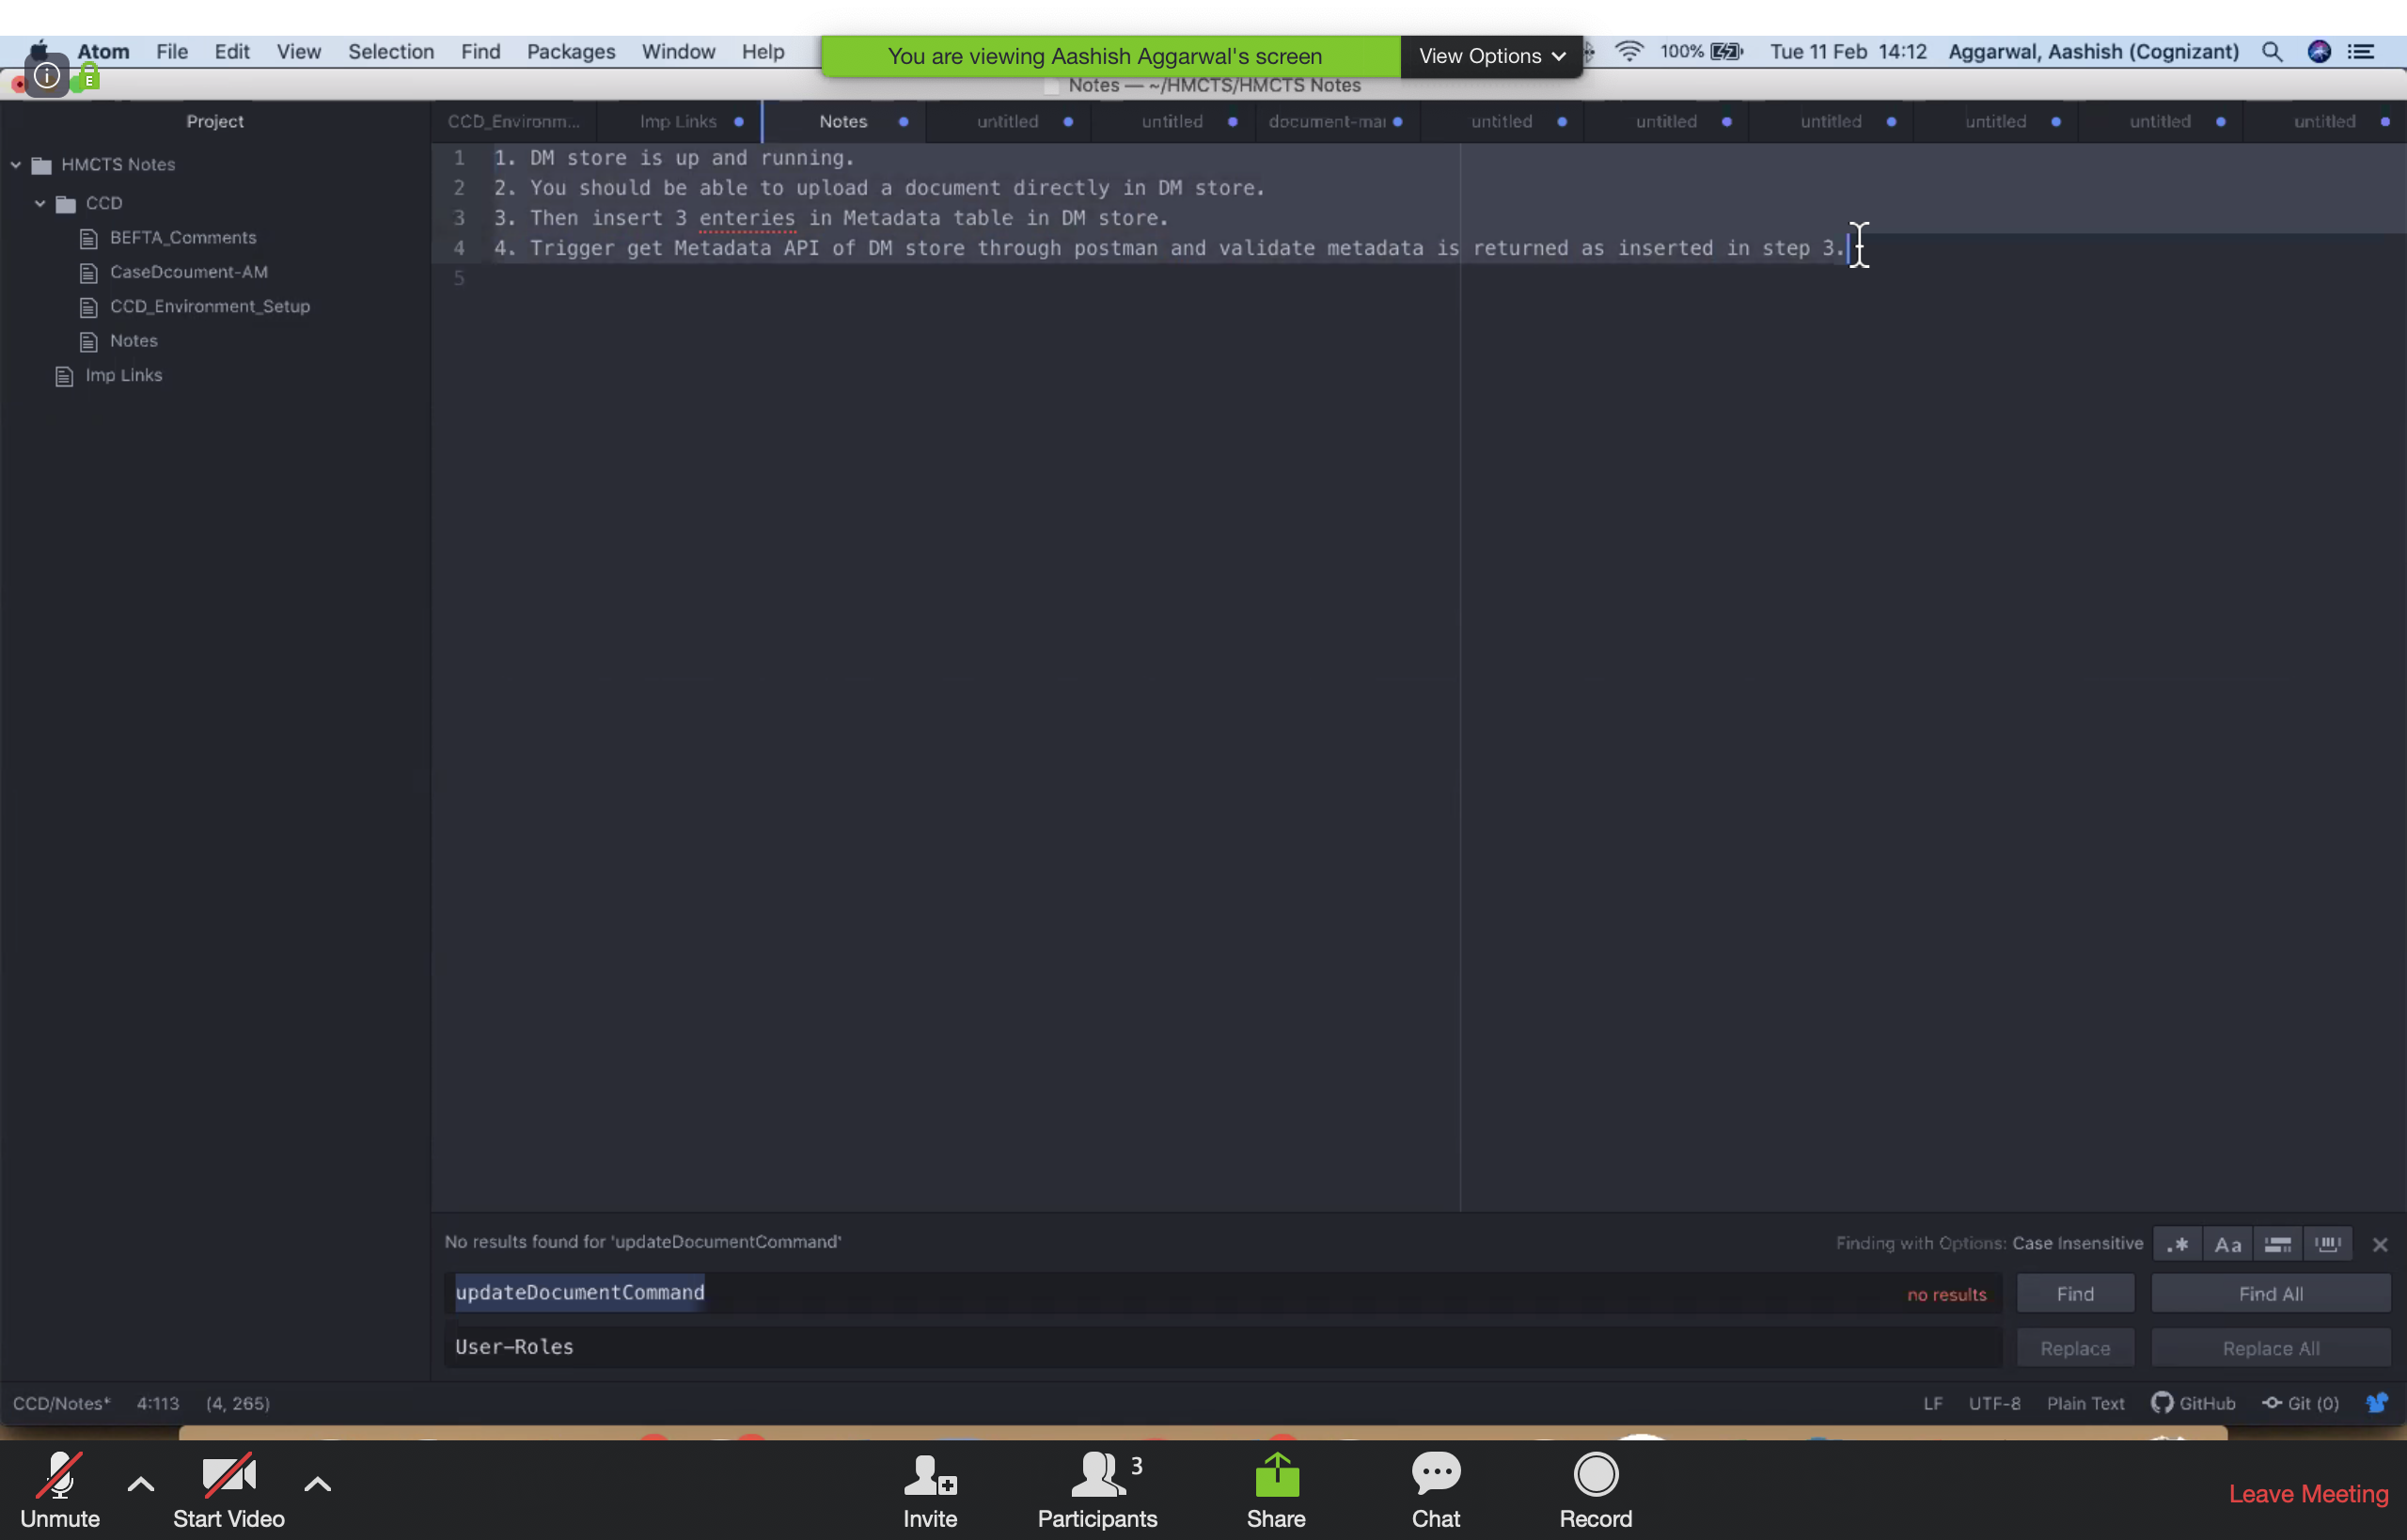 Atom File Edit View Selection Find Packages Window Help
You are viewing Aashish Aggarwal's screen
View Options
100% Tue 11 Feb 14:12 Aggarwal, Aashish (Cognizant)
E
Notes — ~/HMCTS/HMCTS Notes
Project
CCD_Environm... Imp Links Notes untitled untitled document-mai untitled untitled untitled untitled untitled untitled
HMCTS Notes
CCD
BEFTA_Comments
CaseDcoument-AM
CCD_Environment_Setup
Notes
Imp Links
1 1. DM store is up and running.
2 2. You should be able to upload a document directly in DM store.
3 3. Then insert 3 enteries in Metadata table in DM store.
4 4. Trigger get Metadata API of DM store through postman and validate metadata is returned as inserted in step 3.
5
No results found for 'updateDocumentCommand'
Finding with Options: Case Insensitive .* Aa
updateDocumentCommand no results Find Find All
User-Roles Replace Replace All
CCD/Notes* 4:113 (4, 265) LF UTF-8 Plain Text GitHub Git (0)
3
Unmute Start Video Invite Participants Share Chat Record
Leave Meeting